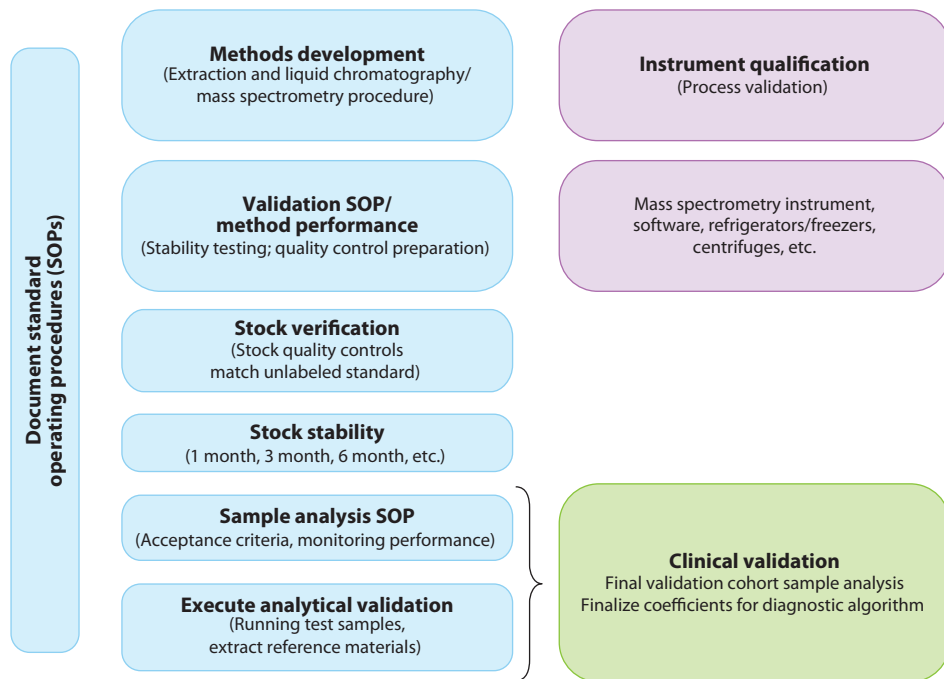 Document standard
operating procedures (SOPs)
Methods development
(Extraction and liquid chromatography/
mass spectrometry procedure)
Validation SOP/
method performance
(Stability testing; quality control preparation)
Stock verification
(Stock quality controls
match unlabeled standard)
Stock stability
(1 month, 3 month, 6 month, etc.)
Sample analysis SOP
(Acceptance criteria, monitoring performance)
Execute analytical validation
(Running test samples,
extract reference materials)
Instrument qualification
(Process validation)
Mass spectrometry instrument,
software, refrigerators/freezers,
centrifuges, etc.
Clinical validation
Final validation cohort sample analysis
Finalize coefficients for diagnostic algorithm